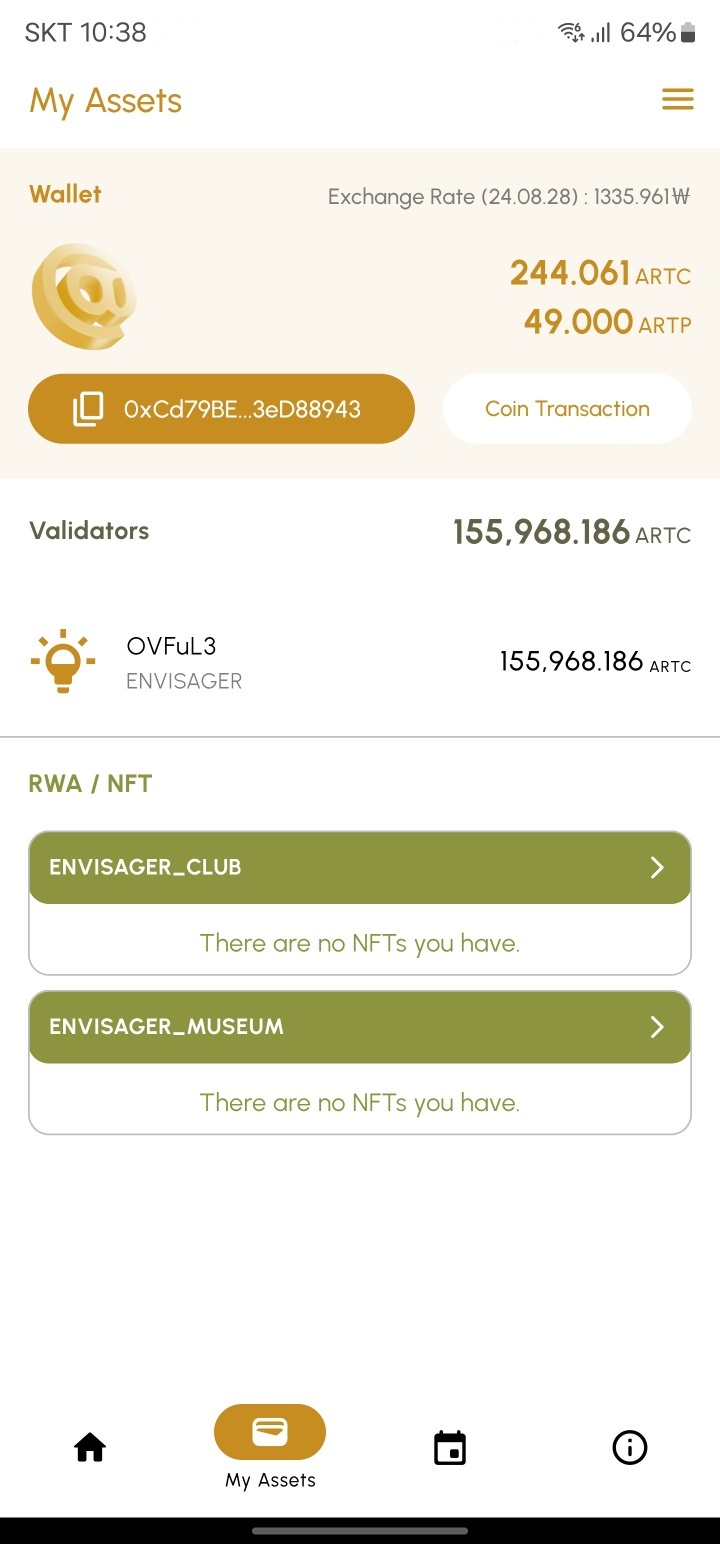 SKT 10:38 64%
My Assets
Wallet Exchange Rate (24.08.28) : 1335.961₩
244.061 ARTC
49.000 ARTP
0xCd79BE...3eD88943 Coin Transaction
Validators 155,968.186 ARTC
OVFuL3 155,968.186 ARTC
ENVISAGER
RWA / NFT
ENVISAGER_CLUB
There are no NFTs you have.
ENVISAGER_MUSEUM
There are no NFTs you have.
My Assets